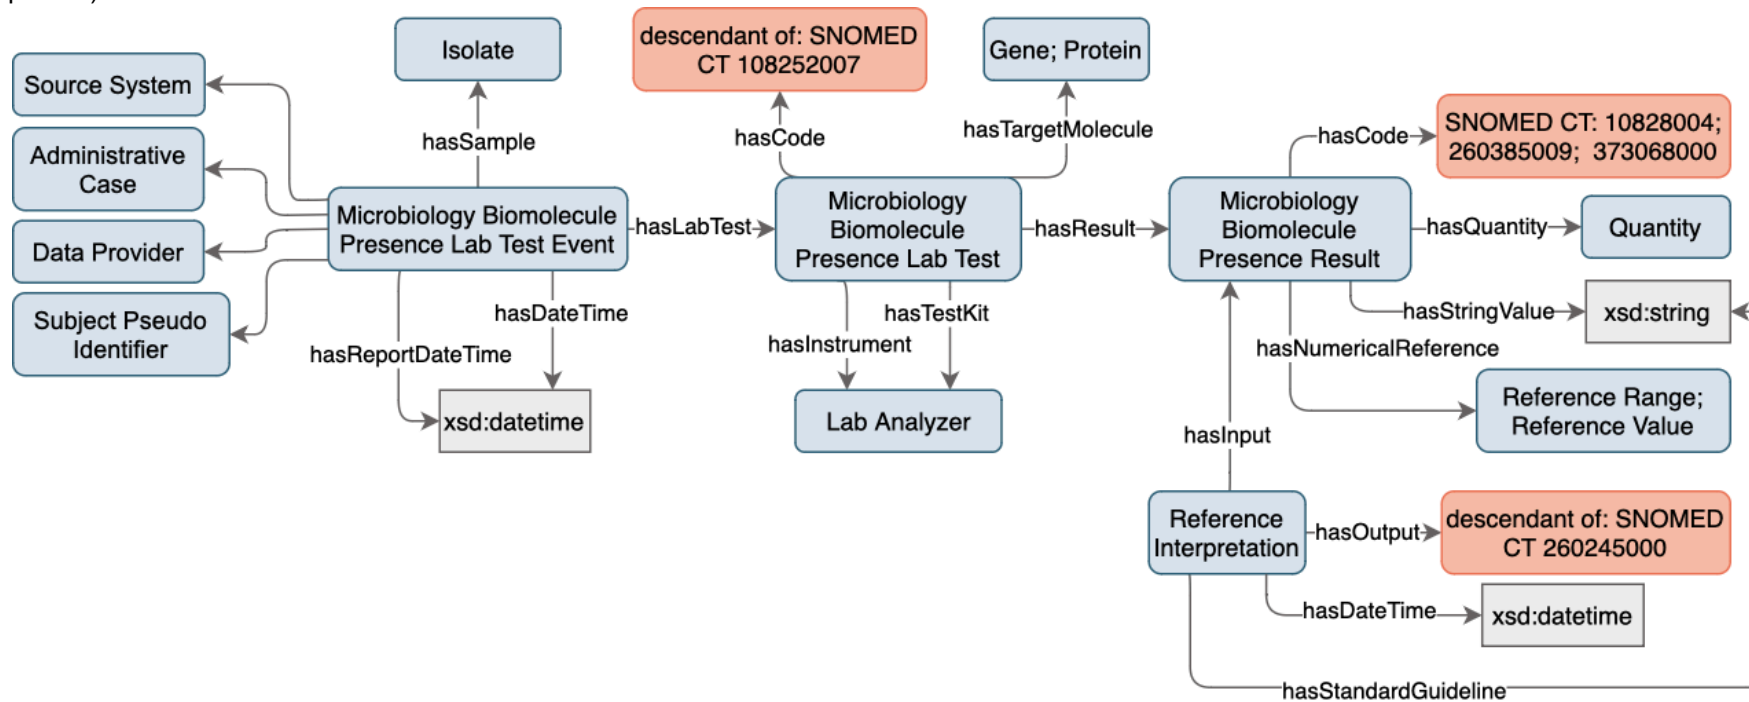 Isolate
descendant of: SNOMED
CT 108252007
Gene; Protein
Source System
hasSample
hasCode
hasTargetMolecule
hasCode
SNOMED CT: 10828004;
260385009; 373068000
Administrative
Case
Microbiology Biomolecule
Presence Lab Test Event
hasLabTest
Microbiology
Biomolecule
Presence Lab Test
hasResult
Microbiology
Biomolecule
Presence Result
hasQuantity
Quantity
Data Provider
Subject Pseudo
Identifier
hasDateTime
hasReportDateTime
xsd:datetime
hasInstrument
hasTestKit
Lab Analyzer
hasStringValue
xsd:string
hasNumericalReference
Reference Range;
Reference Value
hasInput
Reference
Interpretation
hasOutput
descendant of: SNOMED
CT 260245000
hasDateTime
xsd:datetime
hasStandardGuideline